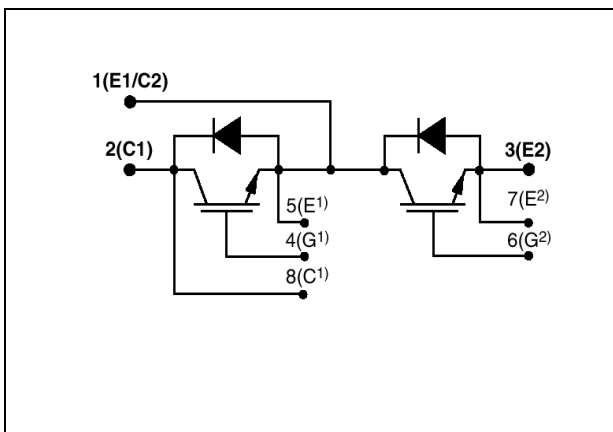 1(E1/C2)
2(C1)
3(E2)
5(E¹⁾
7(E²⁾
4(G¹⁾
6(G²⁾
8(C¹⁾